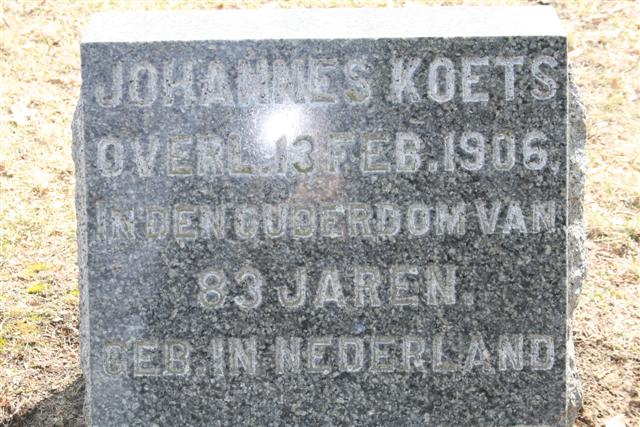 JOHANNES KOETS
OVERL. 13 FEB. 1906.
IN DEN OUDERDOM VAN
83 JAREN.
GEB. IN NEDERLAND